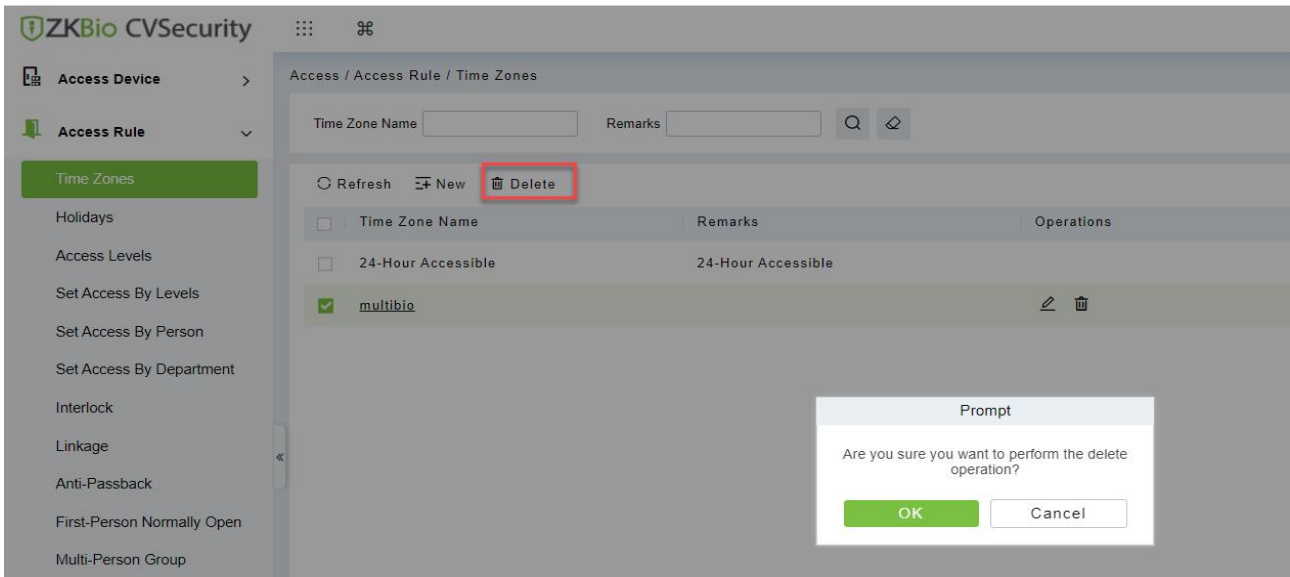 ZKBio CVSecurity
Access Device
Access Rule
Time Zones
Holidays
Access Levels
Set Access By Levels
Set Access By Person
Set Access By Department
Interlock
Linkage
Anti-Passback
First-Person Normally Open
Multi-Person Group
Access / Access Rule / Time Zones
Time Zone Name Remarks
Refresh New Delete
Time Zone Name Remarks Operations
24-Hour Accessible 24-Hour Accessible
multibio
Prompt
Are you sure you want to perform the delete
operation?
OK Cancel